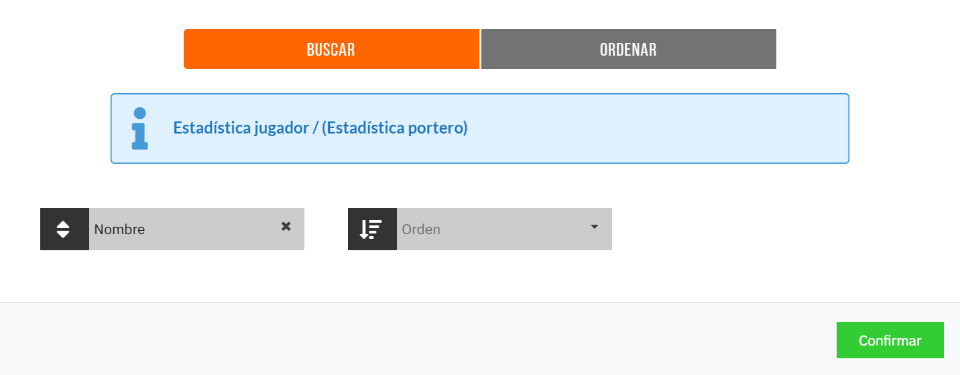 BUSCAR
ORDENAR
Estadística jugador / (Estadística portero)
Nombre
Orden
Confirmar